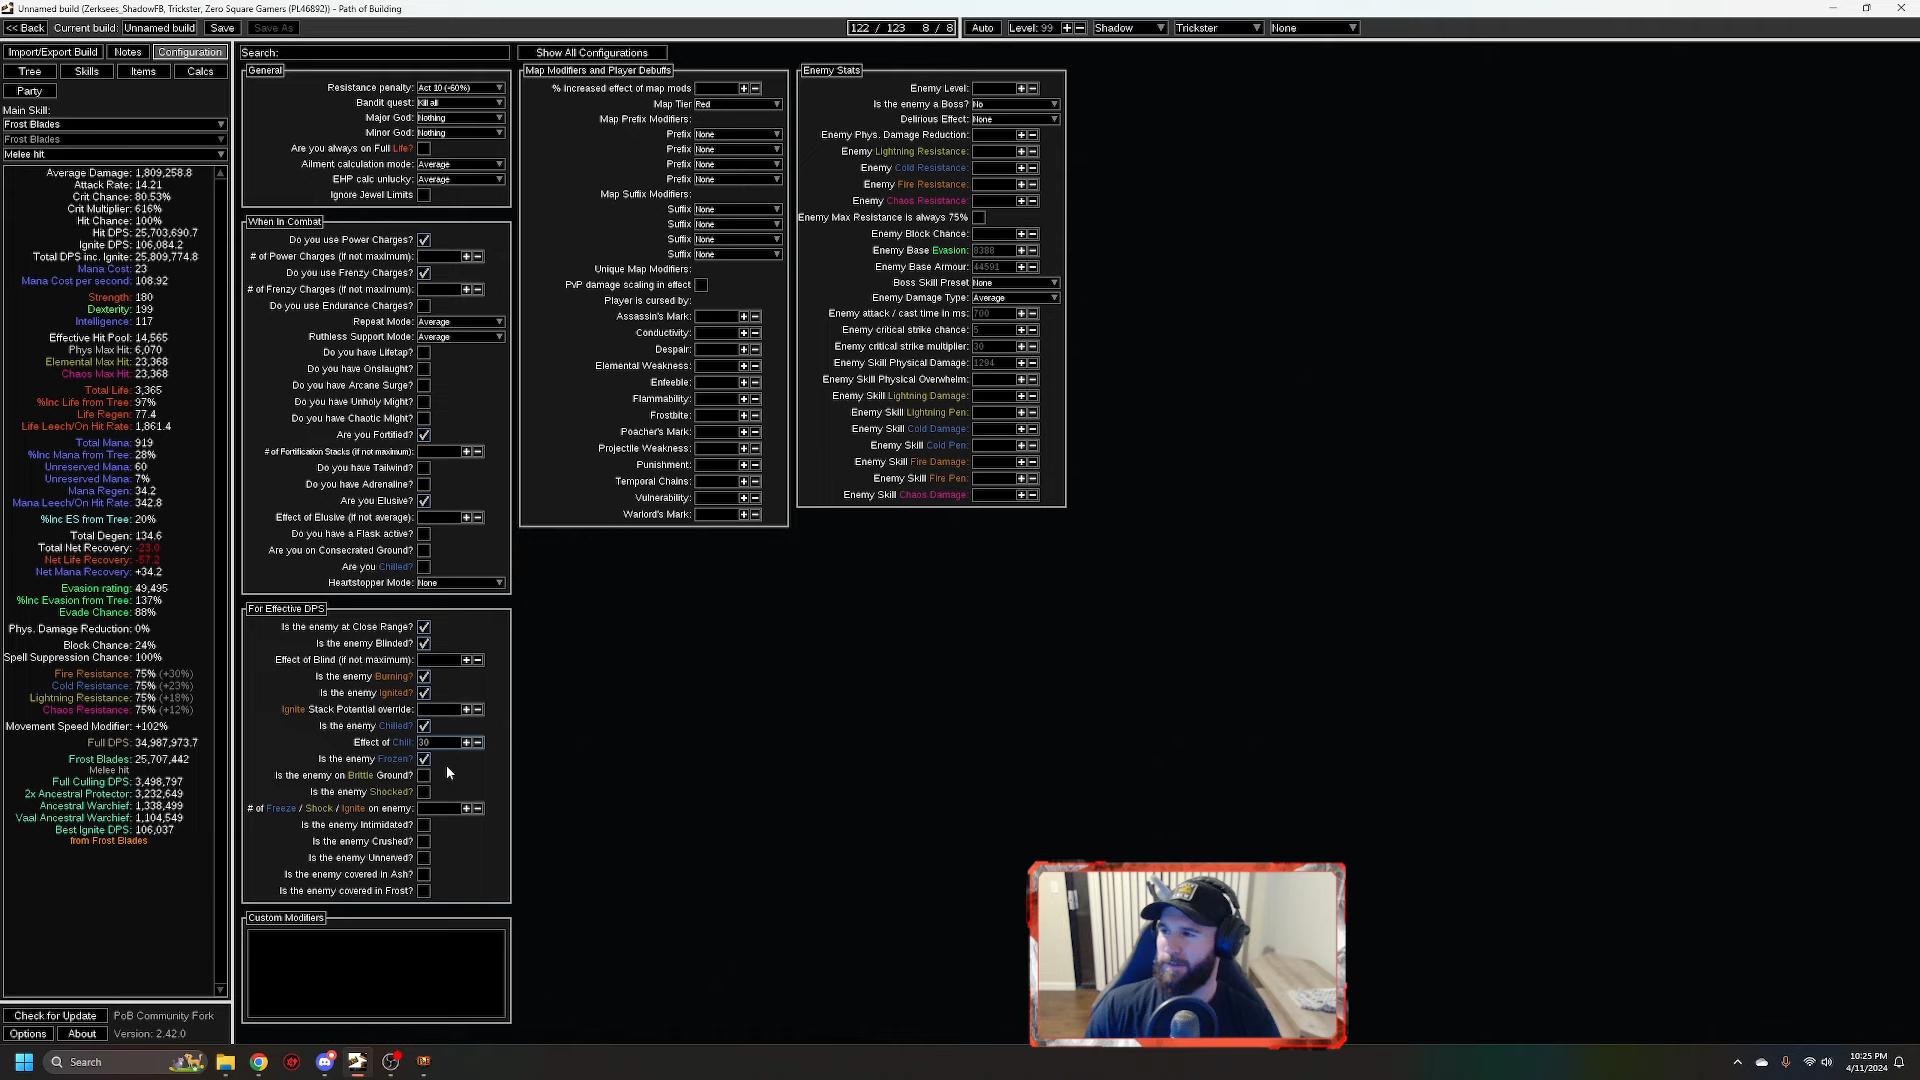 Unnamed build (Zerksees_ShadowFB, Trickster, Zero Square Gamers (PL46892)) - Path of Building
<< Back Current build: Unnamed build Save Save As 122 / 123 8 / 8 Auto Level: 99 Shadow Trickster None
Import/Export Build Notes Configuration
Tree Skills Items Calcs
Party
Main Skill:
Frost Blades
Frost Blades
Melee hit
Average Damage: 1,809,258.8
Attack Rate: 14.21
Crit Chance: 80.53%
Crit Multiplier: 616%
Hit Chance: 100%
Hit DPS: 25,703,690.7
Ignite DPS: 106,084.2
Total DPS inc. Ignite: 25,809,774.8
Mana Cost: 23
Mana Cost per second: 108.92
Strength: 180
Dexterity: 199
Intelligence: 117
Effective Hit Pool: 14,565
Phys Max Hit: 6,070
Elemental Max Hit: 23,368
Chaos Max Hit: 23,368
Total Life: 3,365
%Inc Life from Tree: 97%
Life Regen: 77.4
Life Leech/On Hit Rate: 1,861.4
Total Mana: 919
%Inc Mana from Tree: 28%
Unreserved Mana: 60
Unreserved Mana: 7%
Mana Regen: 34.2
Mana Leech/On Hit Rate: 342.8
%Inc ES from Tree: 20%
Total Degen: 134.6
Total Net Recovery: -23.0
Net Life Recovery: -57.2
Net Mana Recovery: +34.2
Evasion rating: 49,495
%Inc Evasion from Tree: 137%
Evade Chance: 88%
Phys. Damage Reduction: 0%
Block Chance: 24%
Spell Suppression Chance: 100%
Fire Resistance: 75% (+30%)
Cold Resistance: 75% (+23%)
Lightning Resistance: 75% (+18%)
Chaos Resistance: 75% (+12%)
Movement Speed Modifier: +102%
Full DPS: 34,987,973.7
Frost Blades: 25,707,442
Melee hit
Full Culling DPS: 3,498,797
2x Ancestral Protector: 3,232,649
Ancestral Warchief: 1,338,499
Vaal Ancestral Warchief: 1,104,549
Best Ignite DPS: 106,037
from Frost Blades
Check for Update PoB Community Fork
Options About Version: 2.42.0
Search: Show All Configurations
General
Resistance penalty: Act 10 (-60%)
Bandit quest: Kill all
Major God: Nothing
Minor God: Nothing
Are you always on Full Life?
Ailment calculation mode: Average
EHP calc unlucky: Average
Ignore Jewel Limits
When In Combat
Do you use Power Charges?
# of Power Charges (if not maximum):
Do you use Frenzy Charges?
# of Frenzy Charges (if not maximum):
Do you use Endurance Charges?
Repeat Mode: Average
Ruthless Support Mode: Average
Do you have Lifetap?
Do you have Onslaught?
Do you have Arcane Surge?
Do you have Unholy Might?
Do you have Chaotic Might?
Are you Fortified?
# of Fortification Stacks (if not maximum):
Do you have Tailwind?
Do you have Adrenaline?
Are you Elusive?
Effect of Elusive (if not average):
Do you have a Flask active?
Are you on Consecrated Ground?
Are you Chilled?
Heartstopper Mode: None
For Effective DPS
Is the enemy at Close Range?
Is the enemy Blinded?
Effect of Blind (if not maximum):
Is the enemy Burning?
Is the enemy Ignited?
Ignite Stack Potential override:
Is the enemy Chilled?
Effect of Chill: 30
Is the enemy Frozen?
Is the enemy on Brittle Ground?
Is the enemy Shocked?
# of Freeze / Shock / Ignite on enemy:
Is the enemy Intimidated?
Is the enemy Crushed?
Is the enemy Unnerved?
Is the enemy covered in Ash?
Is the enemy covered in Frost?
Custom Modifiers
Map Modifiers and Player Debuffs
% increased effect of map mods
Map Tier Red
Map Prefix Modifiers:
Prefix None
Prefix None
Prefix None
Prefix None
Map Suffix Modifiers:
Suffix None
Suffix None
Suffix None
Suffix None
Unique Map Modifiers:
PvP damage scaling in effect
Player is cursed by:
Assassin's Mark:
Conductivity:
Despair:
Elemental Weakness:
Enfeeble:
Flammability:
Frostbite:
Poacher's Mark:
Projectile Weakness:
Punishment:
Temporal Chains:
Vulnerability:
Warlord's Mark:
Enemy Stats
Enemy Level:
Is the enemy a Boss? No
Delirious Effect: None
Enemy Phys. Damage Reduction:
Enemy Lightning Resistance:
Enemy Cold Resistance:
Enemy Fire Resistance:
Enemy Chaos Resistance:
Enemy Max Resistance is always 75%
Enemy Block Chance:
Enemy Base Evasion: 8388
Enemy Base Armour: 44591
Boss Skill Preset None
Enemy Damage Type: Average
Enemy attack / cast time in ms: 700
Enemy critical strike chance: 5
Enemy critical strike multiplier: 30
Enemy Skill Physical Damage: 1294
Enemy Skill Physical Overwhelm:
Enemy Skill Lightning Damage:
Enemy Skill Lightning Pen:
Enemy Skill Cold Damage:
Enemy Skill Cold Pen:
Enemy Skill Fire Damage:
Enemy Skill Fire Pen:
Enemy Skill Chaos Damage:
Search
10:25 PM
4/11/2024